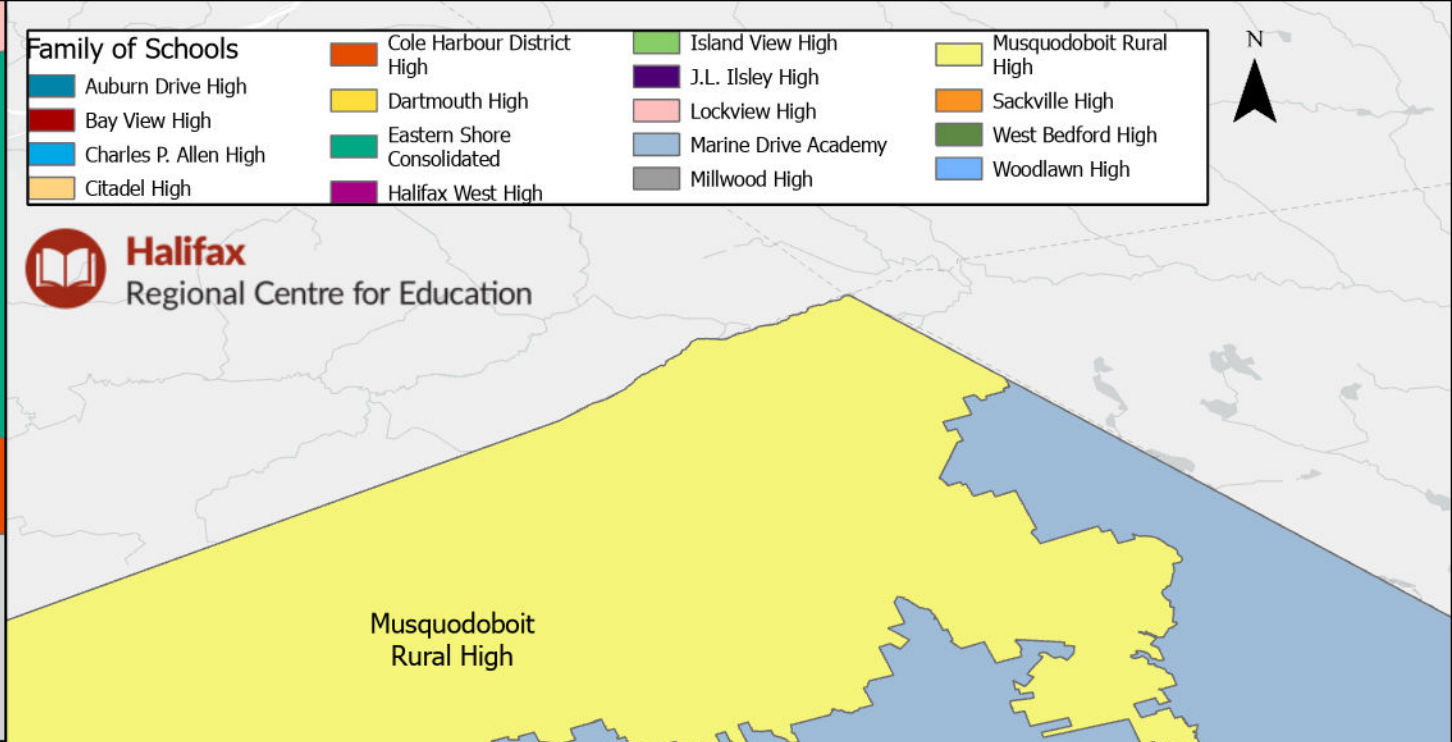 Family of Schools
Auburn Drive High
Bay View High
Charles P. Allen High
Citadel High
Cole Harbour District
High
Dartmouth High
Eastern Shore
Consolidated
Halifax West High
Island View High
J.L. Ilsley High
Lockview High
Marine Drive Academy
Millwood High
Musquodoboit Rural
High
Sackville High
West Bedford High
Woodlawn High
N
Halifax
Regional Centre for Education
Musquodoboit
Rural High